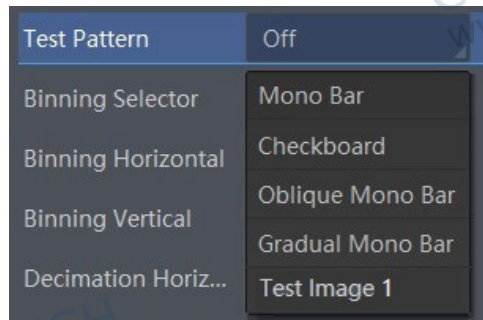 Test Pattern Off
Binning Selector Mono Bar
Binning Horizontal Checkboard
Oblique Mono Bar
Binning Vertical
Gradual Mono Bar
Decimation Horiz... Test Image 1